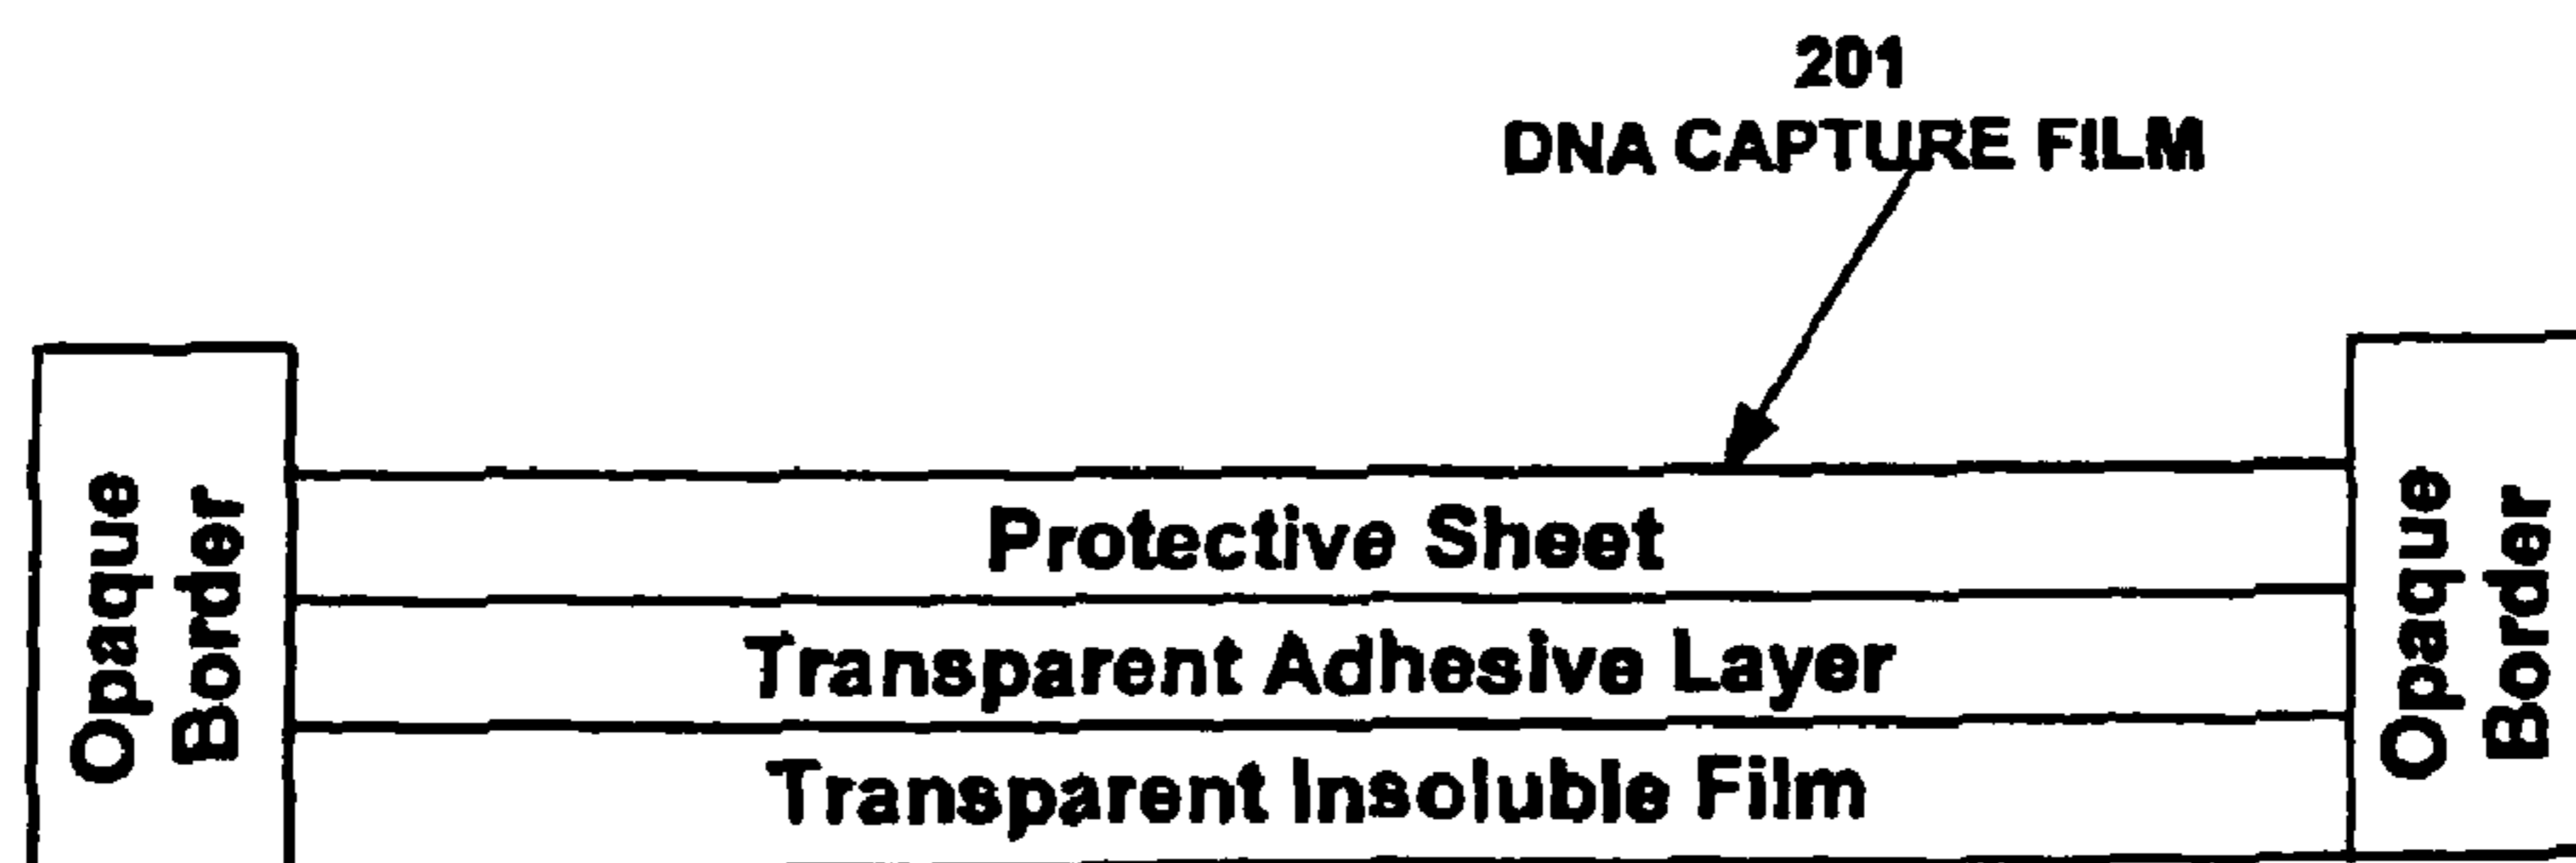 201
DNA CAPTURE FILM
Opaque
Border
Protective Sheet
Transparent Adhesive Layer
Transparent Insoluble Film
Opaque
Border